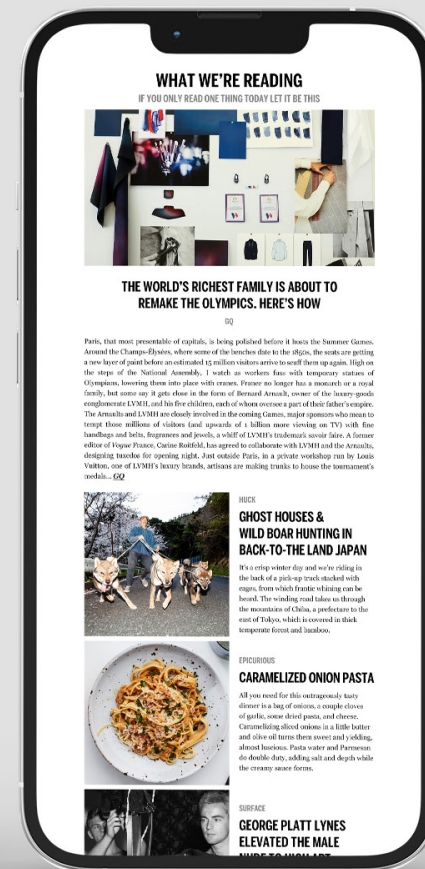 WHAT WE'RE READING
IF YOU ONLY READ ONE THING TODAY LET IT BE THIS
THE WORLD'S RICHEST FAMILY IS ABOUT TO
REMAKE THE OLYMPICS. HERE'S HOW
GQ
Paris, that most presentable of capitals, is being polished before it hosts the Summer Games.
Around the Champs-Élysées, where some of the benches date to the 1850s, the seats are getting
a new layer of paint before an estimated 15 million visitors arrive to scuff them up again. High on
the steps of the National Assembly, I watch as workers fuss with temporary statues of
Olympians, lowering them into place with cranes. France no longer has a monarch or a royal
family, but some say it gets close in the form of Bernard Arnault, owner of the luxury-goods
conglomerate LVMH, and his five children, each of whom oversee a part of their father's empire.
The Arnaults and LVMH are closely involved in the coming Games, major sponsors who mean to
tempt those millions of visitors (and upwards of 1 billion more viewing on TV) with fine
handbags and belts, fragrances and jewels, a whiff of LVMH's trademark savoir faire. A former
editor of Vogue France, Carine Roitfeld, has agreed to collaborate with LVMH and the Arnaults,
designing tuxedos for opening night. Just outside Paris, in a private workshop run by Louis
Vuitton, one of LVMH's luxury brands, artisans are making trunks to house the tournament's
medals... GQ
HUCK
GHOST HOUSES &
WILD BOAR HUNTING IN
BACK-TO-THE LAND JAPAN
It's a crisp winter day and we're riding in
the back of a pick-up truck stacked with
cages, from which frantic whining can be
heard. The winding road takes us through
the mountains of Chiba, a prefecture to the
east of Tokyo, which is covered in thick
temperate forest and bamboo.
EPICURIOUS
CARAMELIZED ONION PASTA
All you need for this outrageously tasty
dinner is a bag of onions, a couple cloves
of garlic, some dried pasta, and cheese.
Caramelizing sliced onions in a little butter
and olive oil turns them sweet and yielding,
almost luscious. Pasta water and Parmesan
do double duty, adding salt and depth while
the creamy sauce forms.
SURFACE
GEORGE PLATT LYNES
ELEVATED THE MALE
NUDE TO HIGH ART